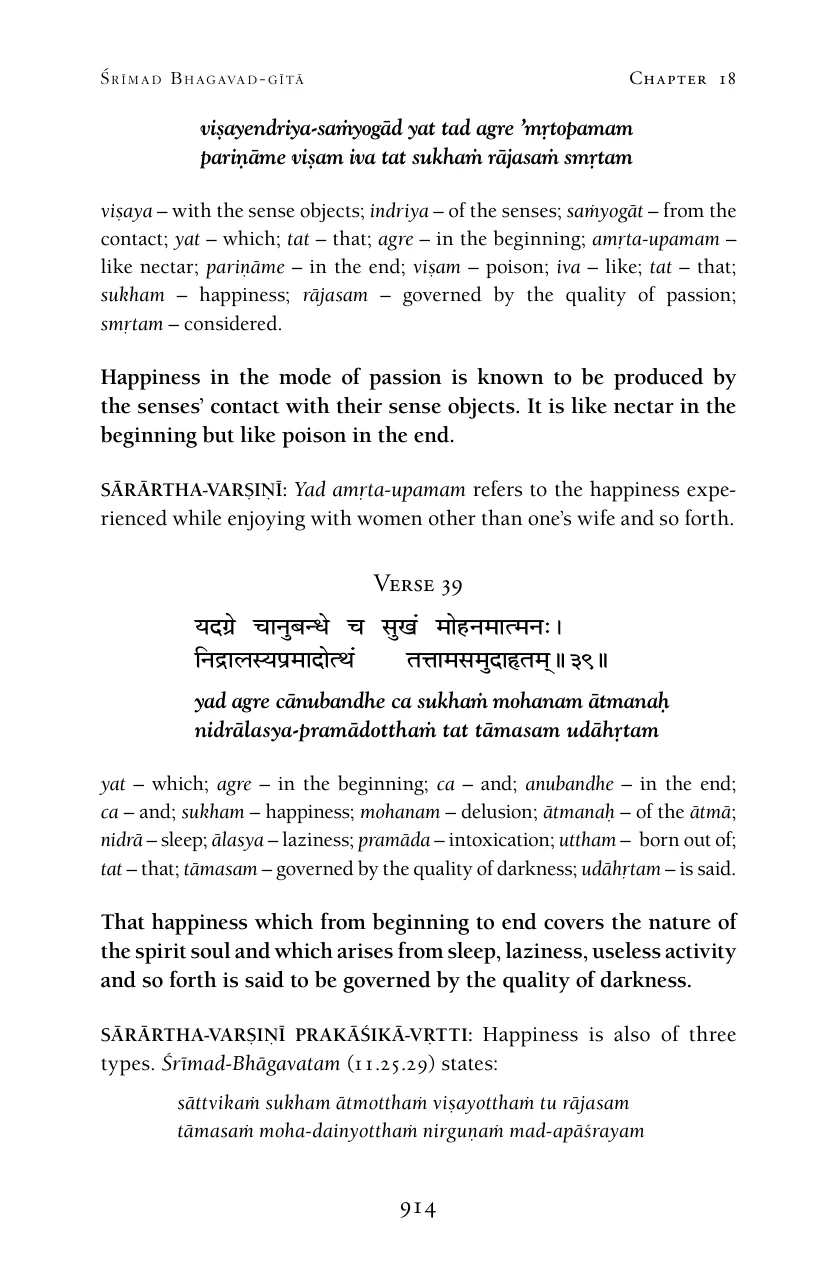 Śrīmad Bhagavad-gītā Chapter 18
viṣayendriya-saṁyogād yat tad agre ’mṛtopamam
pariṇāme viṣam iva tat sukhaṁ rājasaṁ smṛtam
viṣaya – with the sense objects; indriya – of the senses; saṁyogāt – from the
contact; yat – which; tat – that; agre – in the beginning; amṛta-upamam –
like nectar; pariṇāme – in the end; viṣam – poison; iva – like; tat – that;
sukham – happiness; rājasam – governed by the quality of passion;
smṛtam – considered.
Happiness in the mode of passion is known to be produced by
the senses’ contact with their sense objects. It is like nectar in the
beginning but like poison in the end.
SĀRĀRTHA-VARṢIṆĪ: Yad amṛta-upamam refers to the happiness expe-
rienced while enjoying with women other than one’s wife and so forth.
Verse 39
यदग्रे चानुबन्धे च सुखं मोहनमात्मनः।
निद्रालस्यप्रमादोत्थं तत्तामसमुदाहृतम्॥३९॥
yad agre cānubandhe ca sukhaṁ mohanam ātmanaḥ
nidrālasya-pramādotthaṁ tat tāmasam udāhṛtam
yat – which; agre – in the beginning; ca – and; anubandhe – in the end;
ca – and; sukham – happiness; mohanam – delusion; ātmanaḥ – of the ātmā;
nidrā – sleep; ālasya – laziness; pramāda – intoxication; uttham – born out of;
tat – that; tāmasam – governed by the quality of darkness; udāhṛtam – is said.
That happiness which from beginning to end covers the nature of
the spirit soul and which arises from sleep, laziness, useless activity
and so forth is said to be governed by the quality of darkness.
SĀRĀRTHA-VARṢIṆĪ PRAKĀŚIKĀ-VṚTTI: Happiness is also of three
types. Śrīmad-Bhāgavatam (11.25.29) states:
sāttvikaṁ sukham ātmotthaṁ viṣayotthaṁ tu rājasam
tāmasaṁ moha-dainyotthaṁ nirguṇaṁ mad-apāśrayam
914